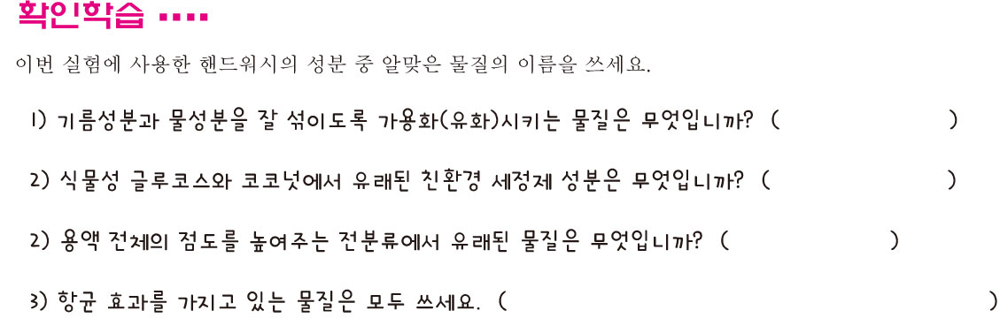 확인학습 ▪▪▪▪
이번 실험에 사용한 핸드워시의 성분 중 알맞은 물질의 이름을 쓰세요.
1) 기름성분과 물성분을 잘 섞이도록 가용화(유화)시키는 물질은 무엇입니까? ( )
2) 식물성 글루코스와 코코넛에서 유래된 친환경 세정제 성분은 무엇입니까? ( )
2) 용액 전체의 점도를 높여주는 전분류에서 유래된 물질은 무엇입니까? ( )
3) 항균 효과를 가지고 있는 물질은 모두 쓰세요. ( )